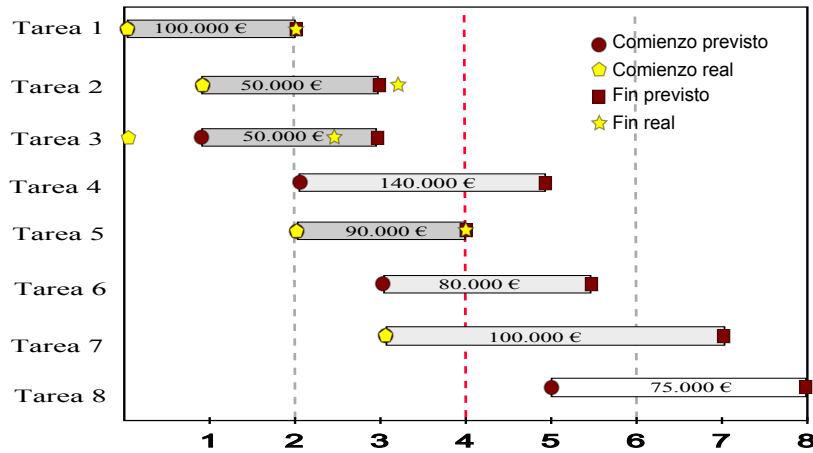 Tarea 1
100.000 €
Comienzo previsto
Comienzo real
Fin previsto
Fin real
Tarea 2
50.000 €
Tarea 3
50.000 €
Tarea 4
140.000 €
Tarea 5
90.000 €
Tarea 6
80.000 €
Tarea 7
100.000 €
Tarea 8
75.000 €
1 2 3 4 5 6 7 8